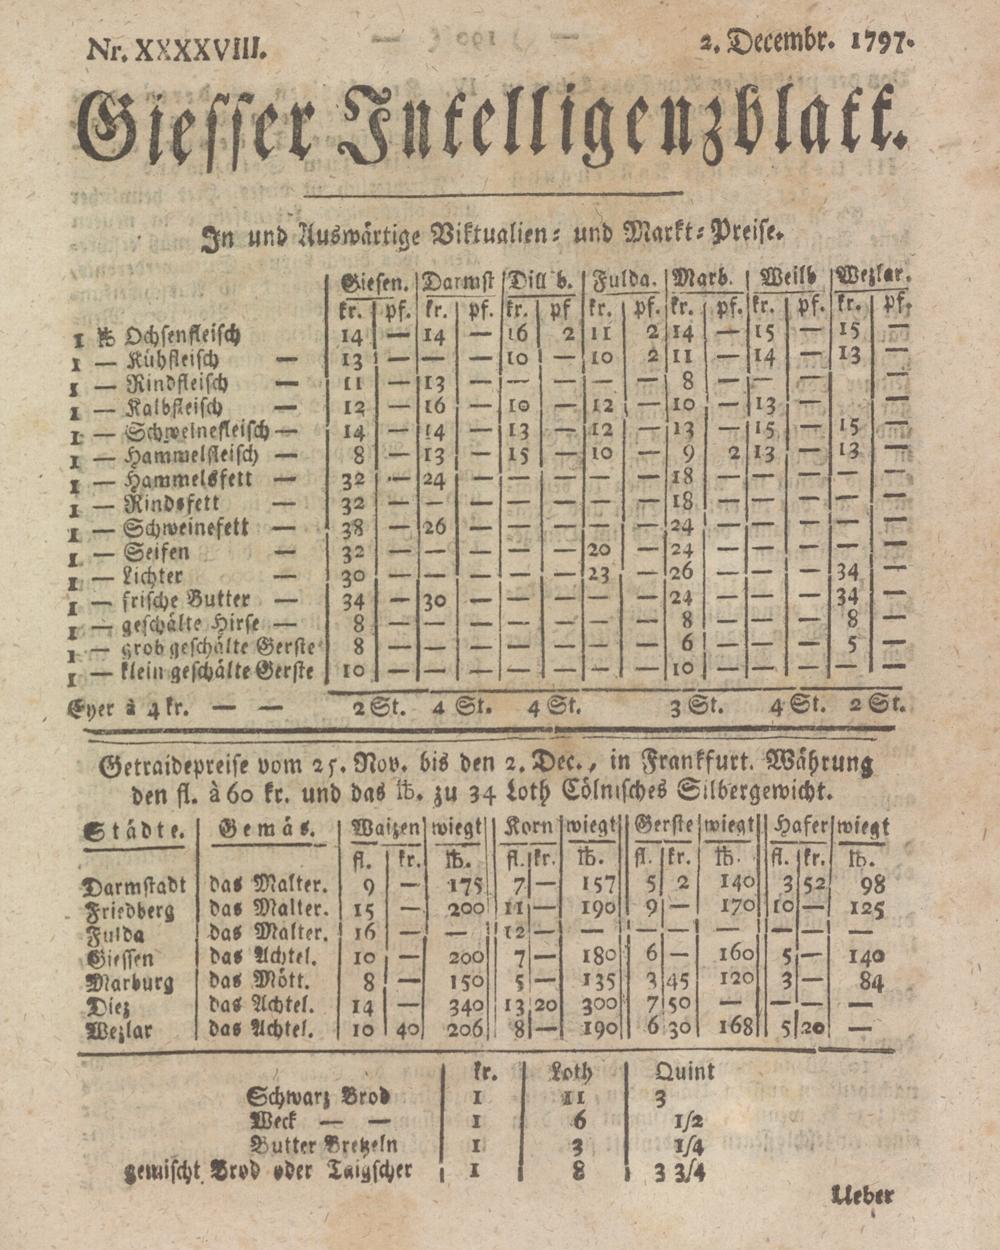 Nr. XXXXVIII. 2. Decembr. 1797.
Giesser Intelligenzblatt.
In und Auswärtige Viktualien- und Markt-Preise.
Giesen. Darmst Dill b. Fulda. Marb. Weilb Wezlar.
kr. pf. kr. pf. kr. pf kr. pf. kr. pf. kr. pf. kr. pf.
1 ℔ Ochsenfleisch 14 — 14 — 16 2 11 2 14 — 15 — 15 —
1 — Kühfleisch — 13 — — — 10 — 10 2 11 — 14 — 13 —
1 — Rindfleisch — 11 — 13 — — — — — 8 — — —
1 — Kalbfleisch — 12 — 16 — 10 — 12 — 10 — 13 —
1 — Schweinefleisch — 14 — 14 — 13 — 12 — 13 — 15 — 15 —
1 — Hammelfleisch — 8 — 13 — 15 — 10 — 9 2 13 — 13 —
1 — Hammelsfett — 32 — 24 — — — — — 18 — — — — —
1 — Rindsfett — 32 — — — — — — — 18 — — — — —
1 — Schweinefett — 38 — 26 — — — — — 24 — — — — —
1 — Seifen — 32 — — — — — 20 — 24 — — — — —
1 — Lichter — 30 — — — — — 23 — 26 — — — 34 —
1 — frische Butter — 34 — 30 — — — — — 24 — — — 34 —
1 — geschälte Hirse — 8 — — — — — — — 8 — — — 8 —
1 — grob geschälte Gerste 8 — — — — — — — 6 — — — 5 —
1 — klein geschälte Gerste 10 — — — — — — — 10 — — — — —
Eyer à 4 kr. — — 2 St. 4 St. 4 St. 3 St. 4 St. 2 St.
Getraidepreise vom 25. Nov. bis den 2. Dec., in Frankfurt. Währung
den fl. à 60 kr. und das ℔. zu 34 Loth Cölnisches Silbergewicht.
Städte. Gemäs. Waizen wiegt Korn wiegt Gerste wiegt Hafer wiegt
fl. kr. ℔. fl. kr. ℔. fl. kr. ℔. fl. kr. ℔.
Darmstadt das Malter. 9 — 175 7 — 157 5 2 140 3 52 98
Friedberg das Malter. 15 — 200 11 — 190 9 — 170 10 — 125
Fulda das Malter. 16 — — 12 — — — — — — — —
Giessen das Achtel. 10 — 200 7 — 180 6 — 160 5 — 140
Marburg das Mött. 8 — 150 5 — 135 3 45 120 3 — 84
Diez das Achtel. 14 — 340 13 20 300 7 50 — — — —
Wezlar das Achtel. 10 40 206 8 — 190 6 30 168 5 20 —
kr. Loth Quint
Schwarz Brod 1 11 3
Weck — — 1 6 1/2
Butter Bretzeln 1 3 1/4
gemischt Brod oder Taigscher 1 8 3 3/4
Ueber